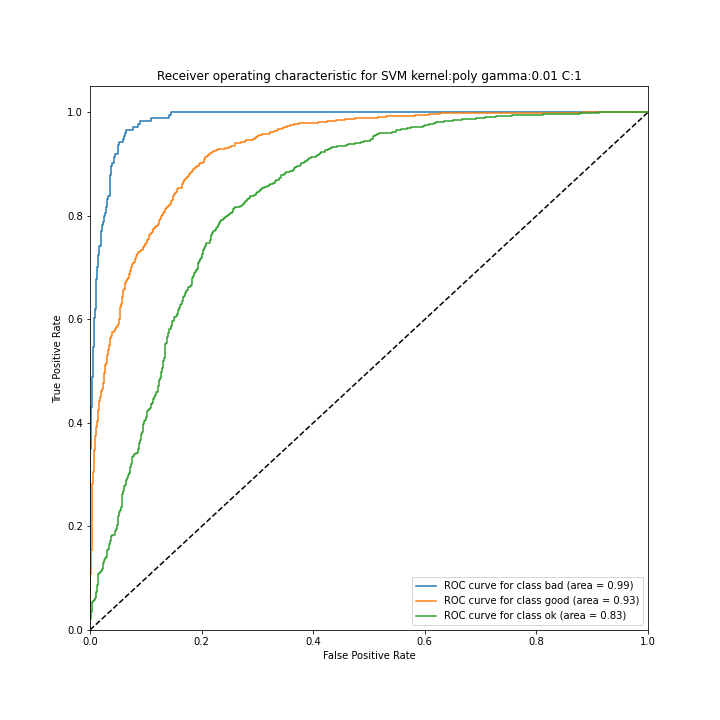 Receiver operating characteristic for SVM kernel:poly gamma:0.01 C:1
True Positive Rate
1.0
0.8
0.6
0.4
0.2
0.0
ROC curve for class bad (area = 0.99)
ROC curve for class good (area = 0.93)
ROC curve for class ok (area = 0.83)
0.0 0.2 0.4 0.6 0.8 1.0
False Positive Rate